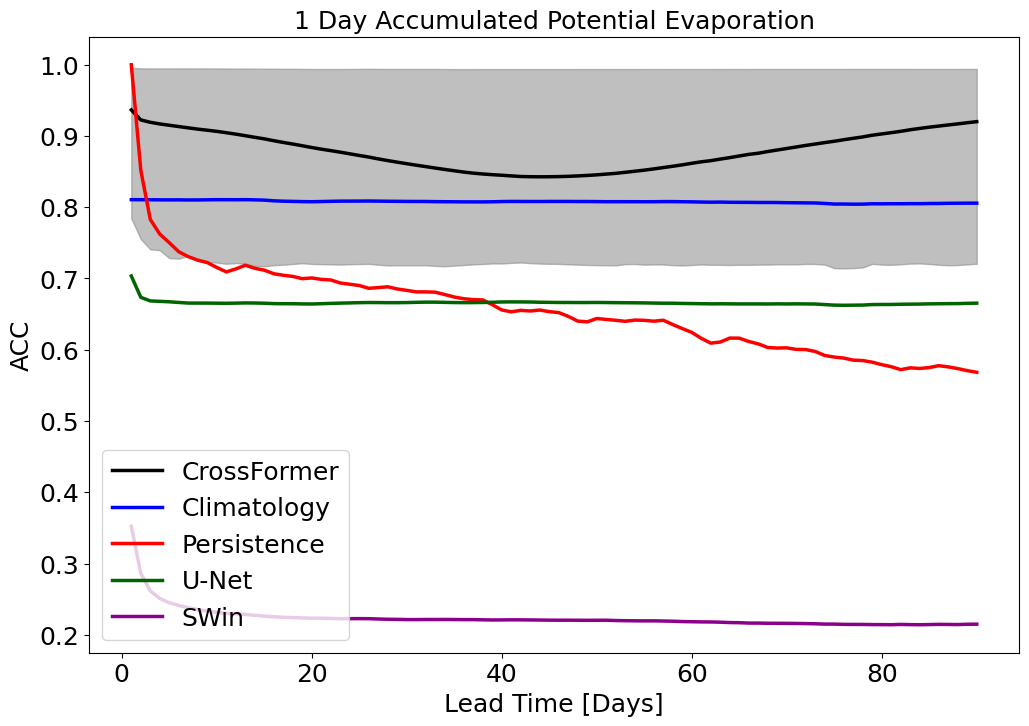 1 Day Accumulated Potential Evaporation
1.0
0.9
0.8
0.7
0.6
0.5
0.4
0.3
0.2
ACC
CrossFormer
Climatology
Persistence
U-Net
SWin
0 20 40 60 80
Lead Time [Days]